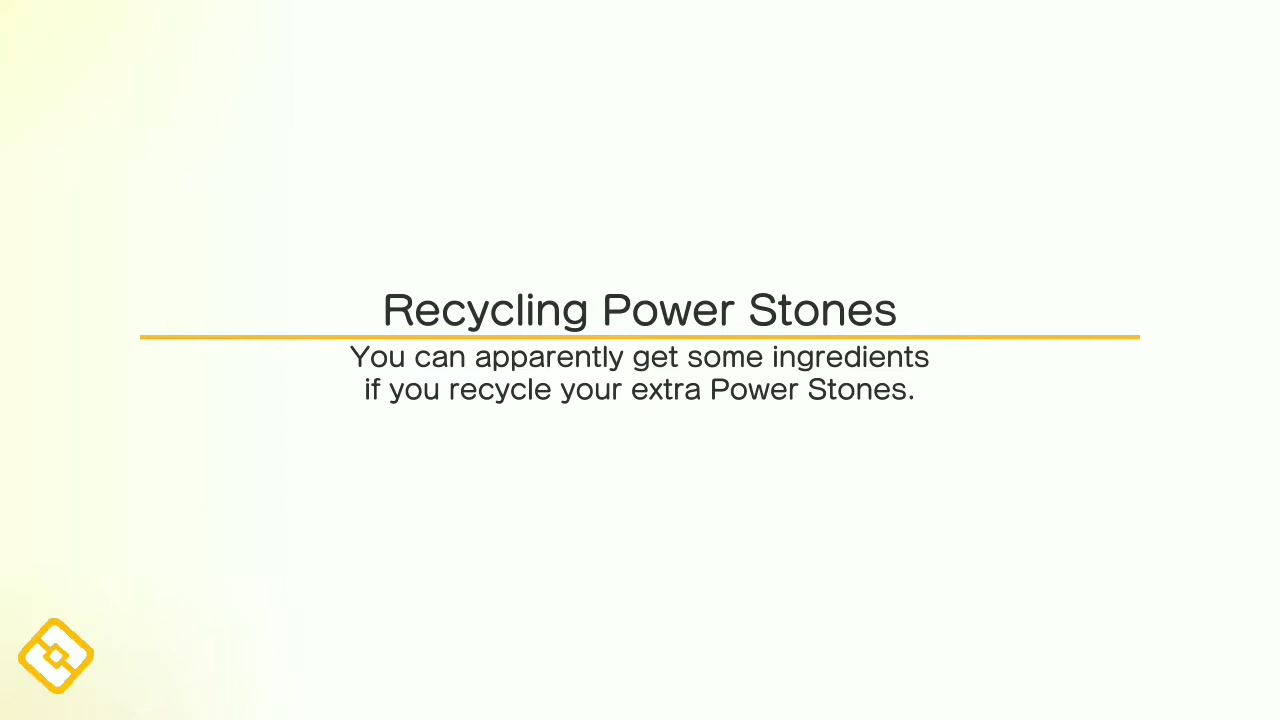 Recycling Power Stones
You can apparently get some ingredients
if you recycle your extra Power Stones.